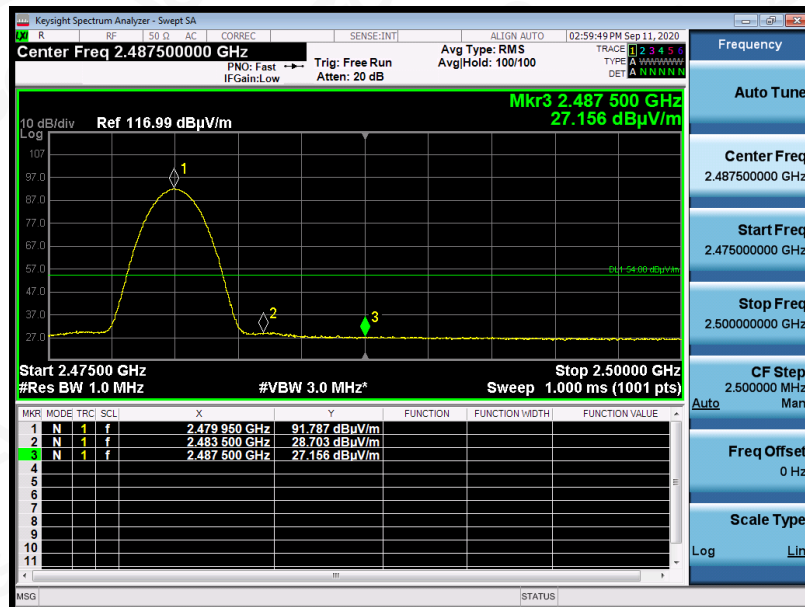 Keysight Spectrum Analyzer - Swept SA
LXI R RF 50 Ω AC CORREC SENSE:INT ALIGN AUTO 02:59:49 PM Sep 11, 2020
Center Freq 2.487500000 GHz
PNO: Fast
IFGain:Low
Trig: Free Run
Atten: 20 dB
Avg Type: RMS
Avg|Hold: 100/100
TRACE 1 2 3 4 5 6
TYPE A WWWWW
DET A N N N N N
Mkr3 2.487 500 GHz
27.156 dBµV/m
10 dB/div Ref 116.99 dBµV/m
Log
107
97.0
87.0
77.0
67.0
57.0
47.0
37.0
27.0
1
2
3
DL1 54.00 dBµV/m
Start 2.47500 GHz Stop 2.50000 GHz
#Res BW 1.0 MHz #VBW 3.0 MHz* Sweep 1.000 ms (1001 pts)
MKR MODE TRC SCL X Y FUNCTION FUNCTION WIDTH FUNCTION VALUE
1 N 1 f 2.479 950 GHz 91.787 dBµV/m
2 N 1 f 2.483 500 GHz 28.703 dBµV/m
3 N 1 f 2.487 500 GHz 27.156 dBµV/m
4
5
6
7
8
9
10
11
MSG STATUS
Frequency
Auto Tune
Center Freq
2.487500000 GHz
Start Freq
2.475000000 GHz
Stop Freq
2.500000000 GHz
CF Step
2.500000 MHz
Auto Man
Freq Offset
0 Hz
Scale Type
Log Lin